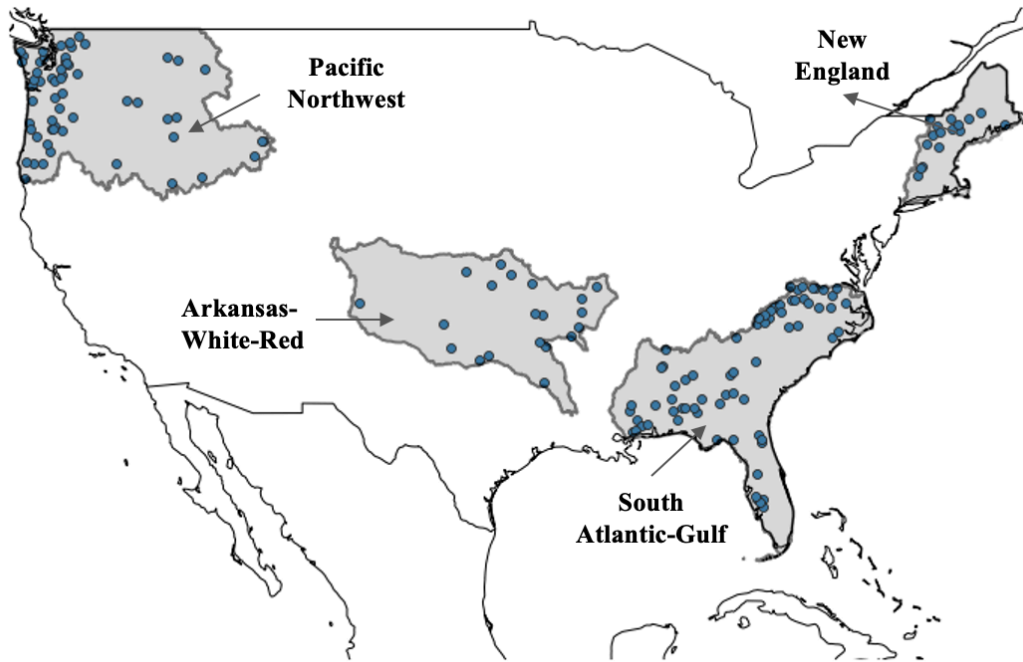 New
England
Pacific
Northwest
Arkansas-
White-Red
South
Atlantic-Gulf